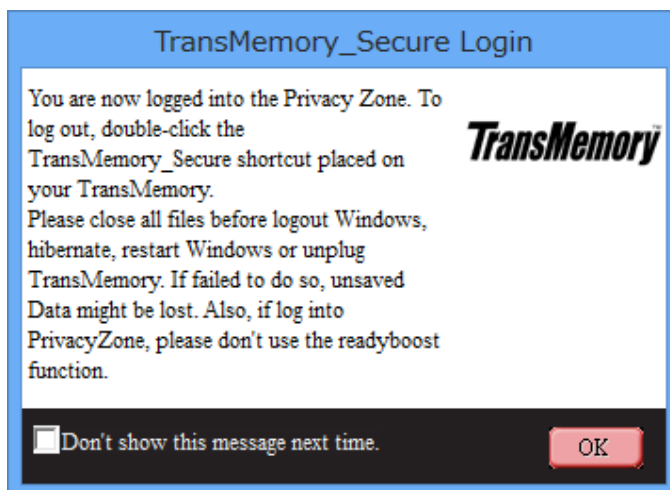 TransMemory_Secure Login
You are now logged into the Privacy Zone. To
log out, double-click the
TransMemory_Secure shortcut placed on
your TransMemory.
Please close all files before logout Windows,
hibernate, restart Windows or unplug
TransMemory. If failed to do so, unsaved
Data might be lost. Also, if log into
PrivacyZone, please don't use the readyboost
function.
TransMemory™
Don't show this message next time.
OK